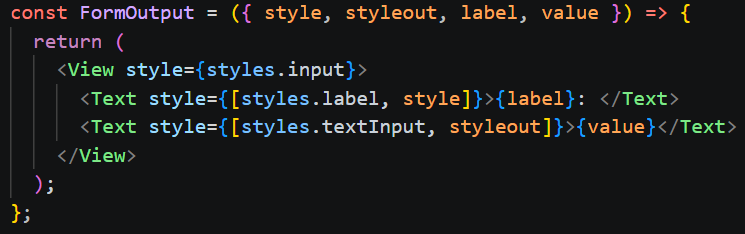 const FormOutput = ({ style, styleout, label, value }) => {
  return (
    <View style={styles.input}>
      <Text style={[styles.label, style]}>{label}: </Text>
      <Text style={[styles.textInput, styleout]}>{value}</Text>
    </View>
  );
};